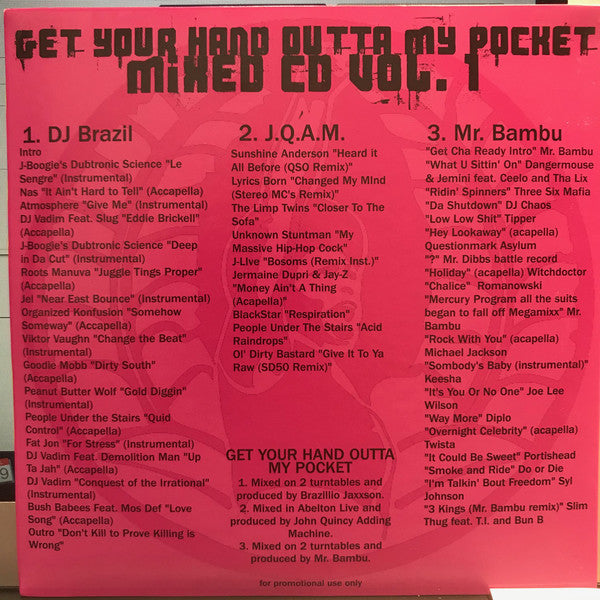 GET YOUR HAND OUTTA MY POCKET
MIXED CD VOL. 1
1. DJ Brazil
Intro
J-Boogie's Dubtronic Science "Le
Sengre" (Instrumental)
Nas "It Ain't Hard to Tell" (Accapella)
Atmosphere "Give Me" (Instrumental)
DJ Vadim Feat. Slug "Eddie Brickell"
(Accapella)
J-Boogie's Dubtronic Science "Deep
in Da Cut" (Instrumental)
Roots Manuva "Juggle Tings Proper"
(Accapella)
Jel "Near East Bounce" (Instrumental)
Organized Konfusion "Somehow
Someway" (Accapella)
Viktor Vaughn "Change the Beat"
(Instrumental)
Goodie Mobb "Dirty South"
(Accapella)
Peanut Butter Wolf "Gold Diggin"
(Instrumental)
People Under the Stairs "Quid
Control" (Accapella)
Fat Jon "For Stress" (Instrumental)
DJ Vadim Feat. Demolition Man "Up
Ta Jah" (Accapella)
DJ Vadim "Conquest of the Irrational"
(Instrumental)
Bush Babees Feat. Mos Def "Love
Song" (Accapella)
Outro "Don't Kill to Prove Killing is
Wrong"
2. J.Q.A.M.
Sunshine Anderson "Heard it
All Before (QSO Remix)"
Lyrics Born "Changed My MInd
(Stereo MC's Remix)"
The Limp Twins "Closer To The
Sofa"
Unknown Stuntman "My
Massive Hip-Hop Cock"
J-Live "Bosoms (Remix Inst.)"
Jermaine Dupri & Jay-Z
"Money Ain't A Thing
(Acapella)"
BlackStar "Respiration"
People Under The Stairs "Acid
Raindrops"
Ol' Dirty Bastard "Give It To Ya
Raw (SD50 Remix)"
GET YOUR HAND OUTTA
MY POCKET
1. Mixed on 2 turntables and
produced by Brazillio Jaxxson.
2. Mixed in Abelton Live and
produced by John Quincy Adding
Machine.
3. Mixed on 2 turntables and
produced by Mr. Bambu.
for promotional use only
3. Mr. Bambu
"Get Cha Ready Intro" Mr. Bambu
"What U Sittin' On" Dangermouse
& Jemini feat. Ceelo and Tha Lix
"Ridin' Spinners" Three Six Mafia
"Da Shutdown" DJ Chaos
"Low Low Shit" Tipper
"Hey Lookaway" (acapella)
Questionmark Asylum
"?" Mr. Dibbs battle record
"Holiday" (acapella) Witchdoctor
"Chalice" Romanowski
"Mercury Program all the suits
began to fall off Megamixx" Mr.
Bambu
"Rock With You" (acapella)
Michael Jackson
"Sombody's Baby (instrumental)"
Keesha
"It's You Or No One" Joe Lee
Wilson
"Way More" Diplo
"Overnight Celebrity" (acapella)
Twista
"It Could Be Sweet" Portishead
"Smoke and Ride" Do or Die
"I'm Talkin' Bout Freedom" Syl
Johnson
"3 Kings (Mr. Bambu remix)" Slim
Thug feat. T.I. and Bun B
9